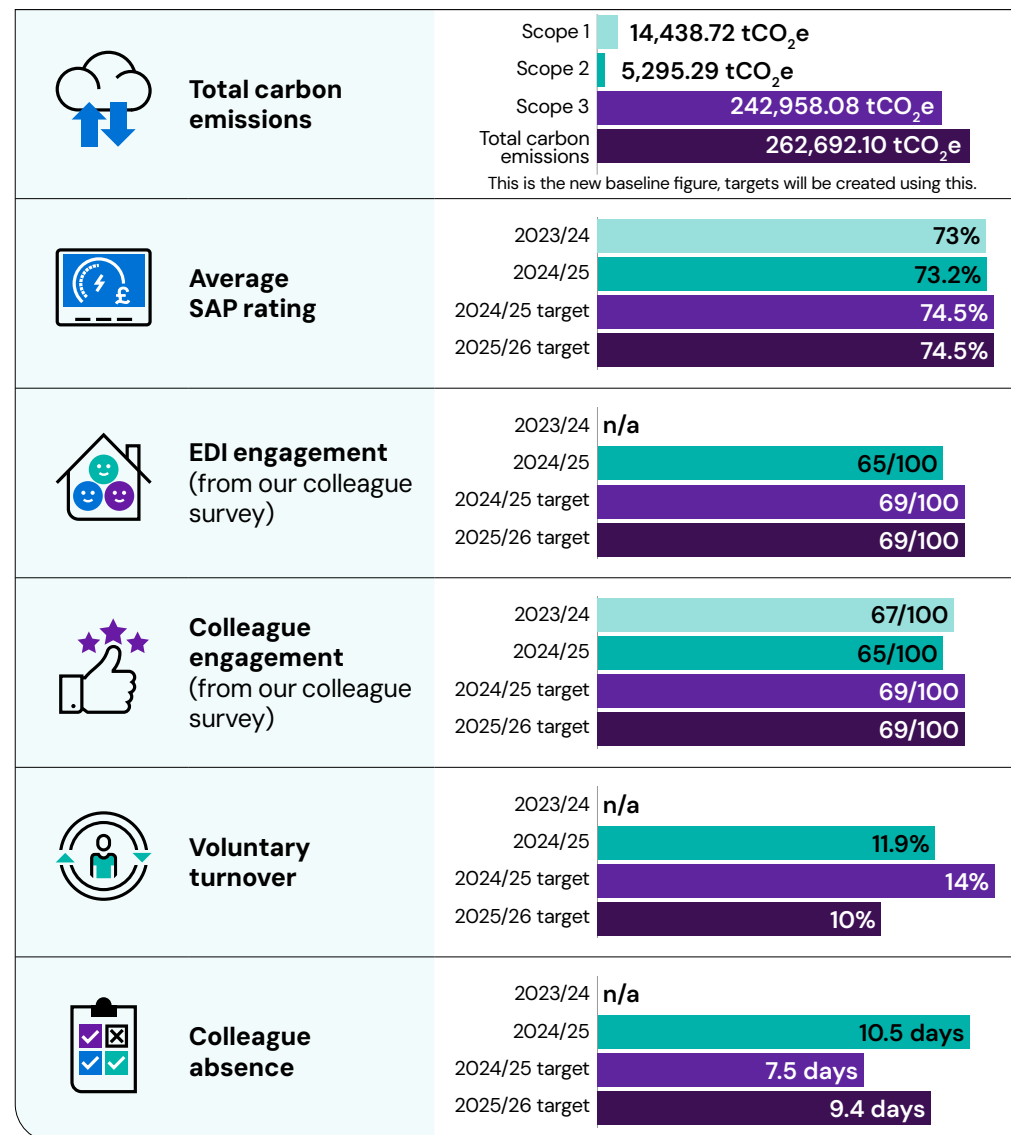 Total carbon
emissions
Scope 1
14,438.72 tCO₂e
Scope 2
5,295.29 tCO₂e
Scope 3
242,958.08 tCO₂e
Total carbon
emissions
262,692.10 tCO₂e
This is the new baseline figure, targets will be created using this.
£
Average
SAP rating
2023/24
73%
2024/25
73.2%
2024/25 target
74.5%
2025/26 target
74.5%
EDI engagement
(from our colleague
survey)
2023/24
n/a
2024/25
65/100
2024/25 target
69/100
2025/26 target
69/100
Colleague
engagement
(from our colleague
survey)
2023/24
67/100
2024/25
65/100
2024/25 target
69/100
2025/26 target
69/100
Voluntary
turnover
2023/24
n/a
2024/25
11.9%
2024/25 target
14%
2025/26 target
10%
Colleague
absence
2023/24
n/a
2024/25
10.5 days
2024/25 target
7.5 days
2025/26 target
9.4 days